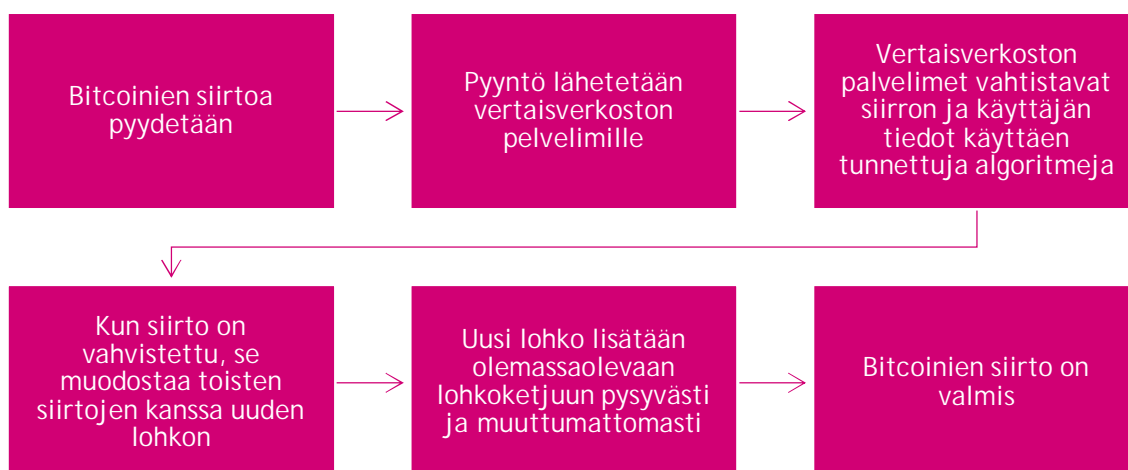 Bitcoinien siirtoa
pyydetään
Pyyntö lähetetään
vertaisverkoston
pelvelimille
Vertaisverkoston
palvelimet vahtistavat
siirron ja käyttäjän
tiedot käyttäen
tunnettuja algoritmeja
Kun siirto on
vahvistettu, se
muodostaa toisten
siirtojen kanssa uuden
lohkon
Uusi lohko lisätään
olemassaolevaan
lohkoketjuun pysyvästi
ja muuttumattomasti
Bitcoinien siirto on
valmis